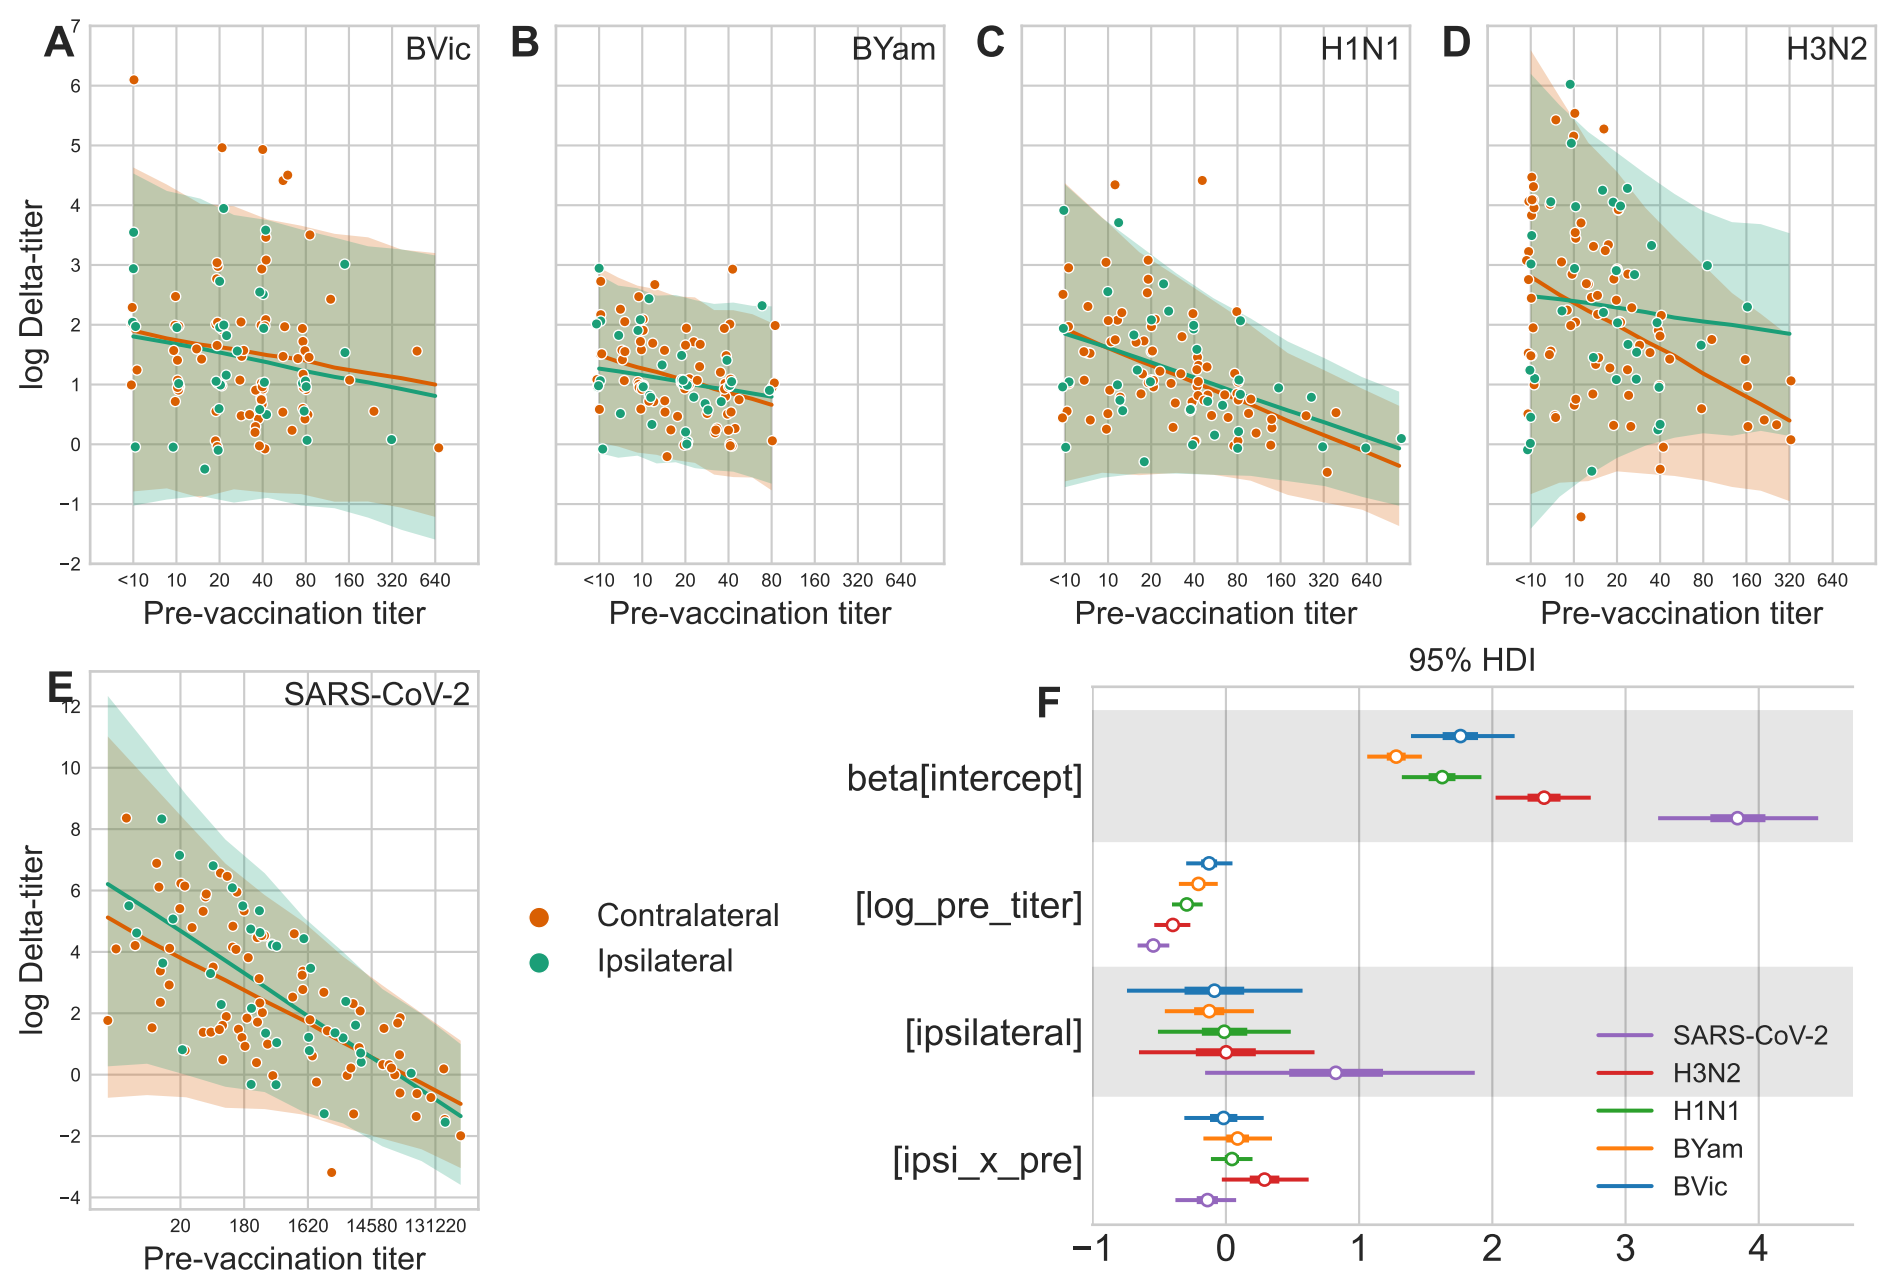 A
BVic
7
6
5
4
3
2
1
0
−1
−2
log Delta-titer
<10 10 20 40 80 160 320 640
Pre-vaccination titer
B
BYam
<10 10 20 40 80 160 320 640
Pre-vaccination titer
C
H1N1
<10 10 20 40 80 160 320 640
Pre-vaccination titer
D
H3N2
<10 10 20 40 80 160 320 640
Pre-vaccination titer
E
SARS-CoV-2
12
10
8
6
4
2
0
−2
−4
log Delta-titer
20 180 1620 14580 131220
Pre-vaccination titer
Contralateral
Ipsilateral
95% HDI
F
beta[intercept]
[log_pre_titer]
[ipsilateral]
[ipsi_x_pre]
SARS-CoV-2
H3N2
H1N1
BYam
BVic
−1 0 1 2 3 4